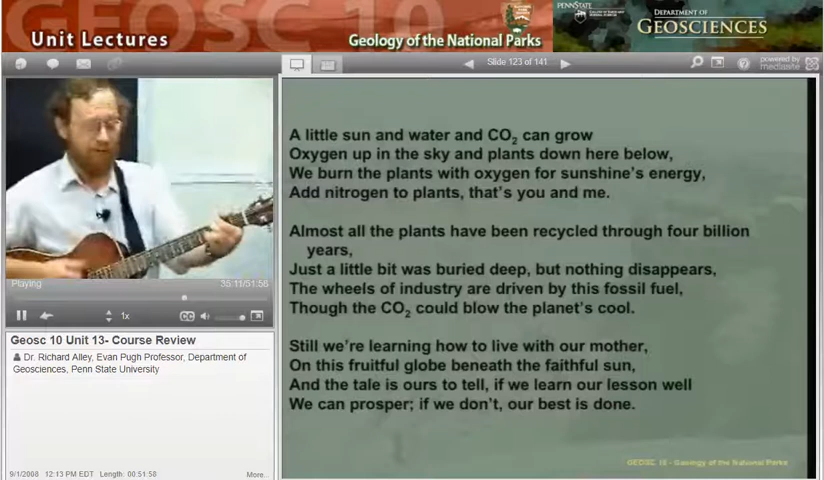 GEOSC 10
Unit Lectures
Geology of the National Parks
PENNSTATE
DEPARTMENT OF
GEOSCIENCES
Slide 123 of 141
powered by
mediasite
A little sun and water and CO₂ can grow
Oxygen up in the sky and plants down here below,
We burn the plants with oxygen for sunshine's energy,
Add nitrogen to plants, that's you and me.
Almost all the plants have been recycled through four billion
years,
Just a little bit was buried deep, but nothing disappears,
The wheels of industry are driven by this fossil fuel,
Though the CO₂ could blow the planet's cool.
Still we're learning how to live with our mother,
On this fruitful globe beneath the faithful sun,
And the tale is ours to tell, if we learn our lesson well
We can prosper; if we don't, our best is done.
GEOSC 10 - Geology of the National Parks
Playing
35:11/51:58
1x
CC
Geosc 10 Unit 13- Course Review
Dr. Richard Alley, Evan Pugh Professor, Department of
Geosciences, Penn State University
9/1/2008 12:13 PM EDT Length: 00:51:58
More...